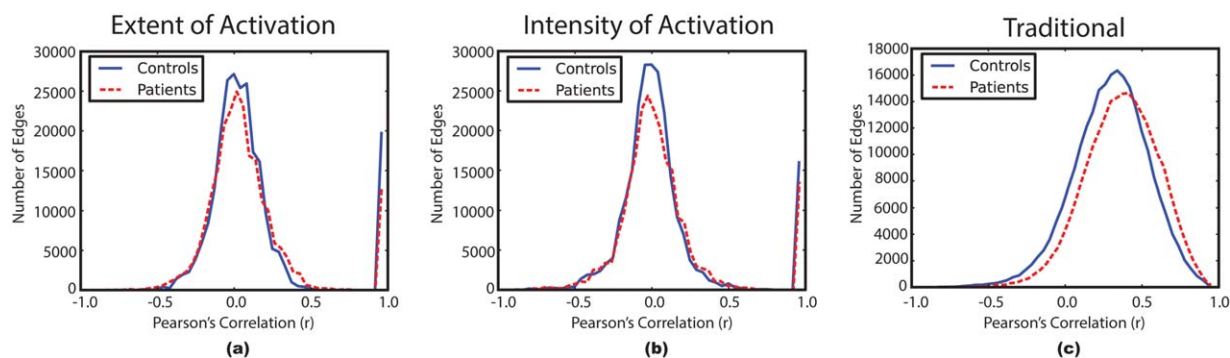 Extent of Activation
30000
25000
20000
15000
10000
5000
0
-1.0
-0.5
0.0
0.5
1.0
Number of Edges
Pearson's Correlation (r)
Controls
Patients
(a)
Intensity of Activation
30000
25000
20000
15000
10000
5000
0
-1.0
-0.5
0.0
0.5
1.0
Number of Edges
Pearson's Correlation (r)
Controls
Patients
(b)
Traditional
18000
16000
14000
12000
10000
8000
6000
4000
2000
0
-1.0
-0.5
0.0
0.5
1.0
Number of Edges
Pearson's Correlation (r)
Controls
Patients
(c)